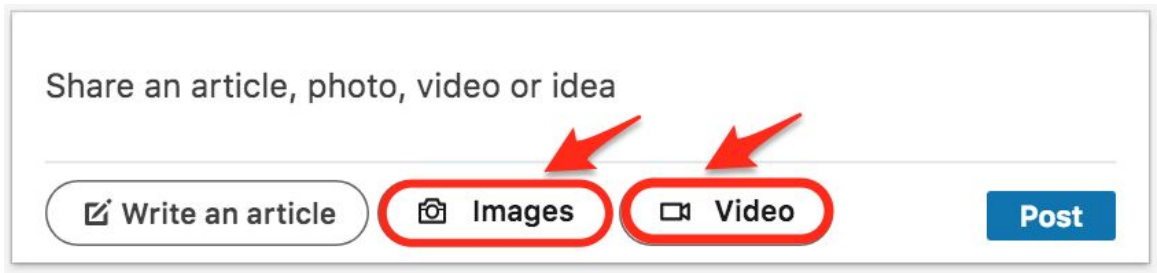 Share an article, photo, video or idea
Write an article Images Video Post